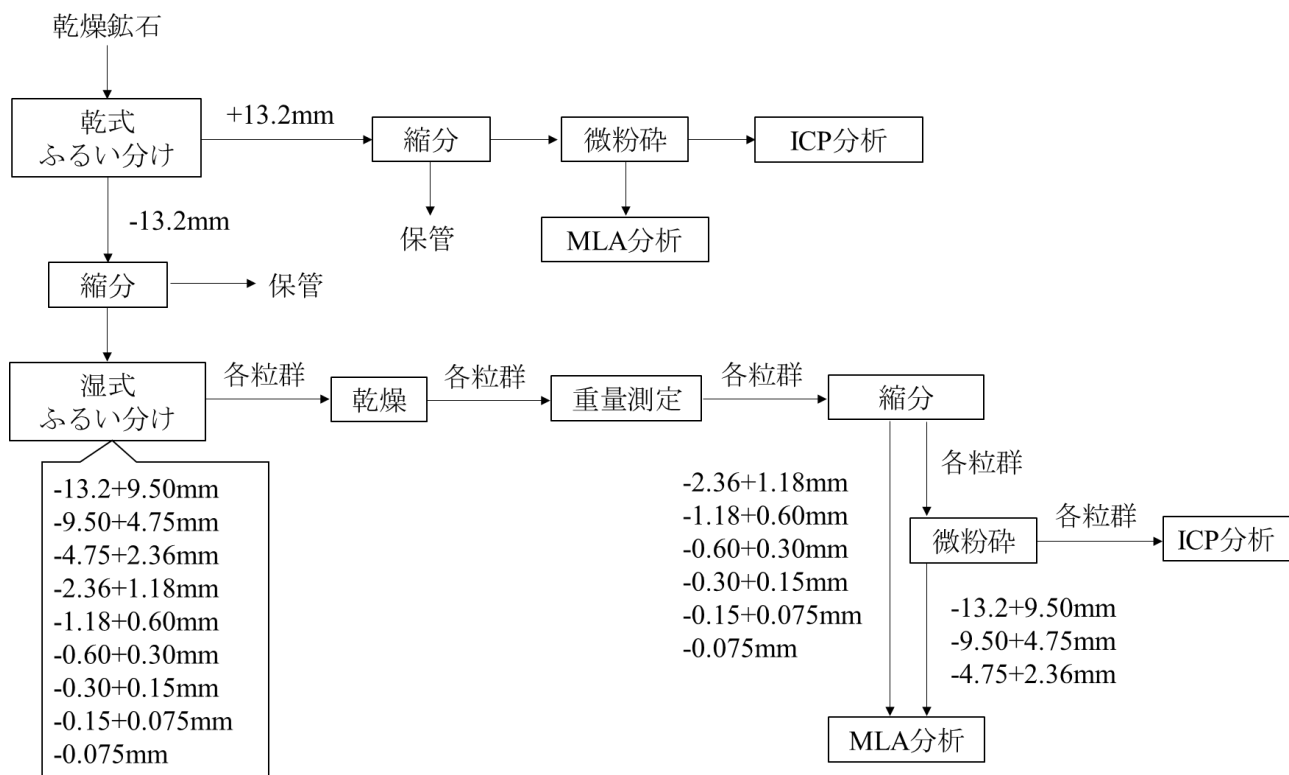 乾燥鉱石
乾式
ふるい分け
+13.2mm
縮分
微粉砕
ICP分析
保管
MLA分析
-13.2mm
縮分
保管
湿式
ふるい分け
各粒群
乾燥
各粒群
重量測定
各粒群
縮分
-13.2+9.50mm
-9.50+4.75mm
-4.75+2.36mm
-2.36+1.18mm
-1.18+0.60mm
-0.60+0.30mm
-0.30+0.15mm
-0.15+0.075mm
-0.075mm
-2.36+1.18mm
-1.18+0.60mm
-0.60+0.30mm
-0.30+0.15mm
-0.15+0.075mm
-0.075mm
各粒群
微粉砕
各粒群
ICP分析
-13.2+9.50mm
-9.50+4.75mm
-4.75+2.36mm
MLA分析